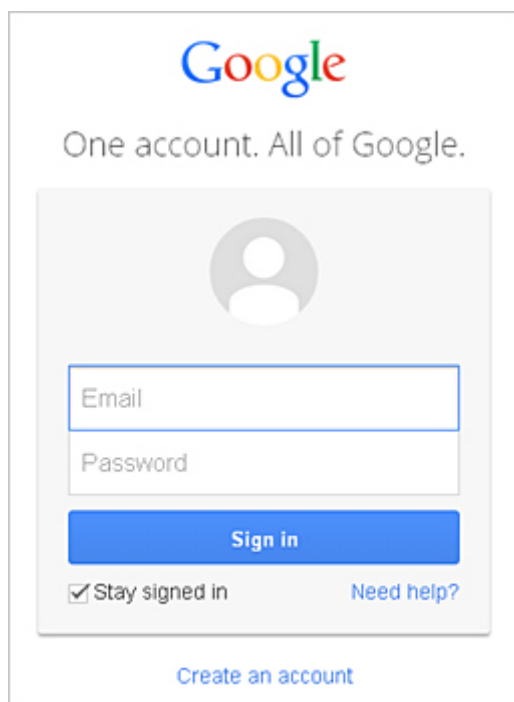 Google
One account. All of Google.
Email
Password
Sign in
Stay signed in Need help?
Create an account